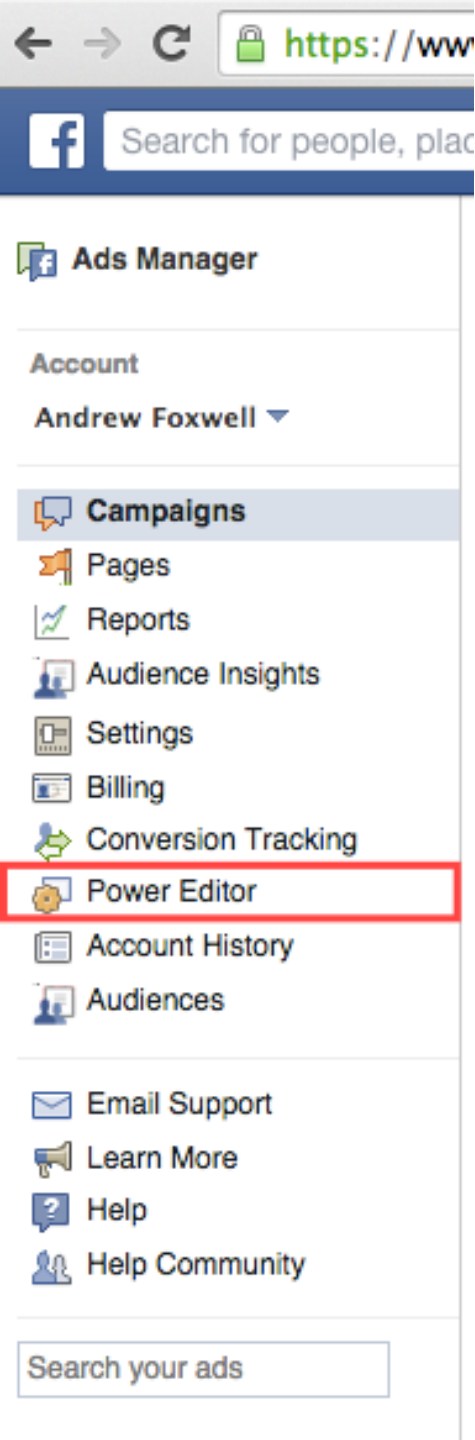 https://ww
f Search for people, plac
Ads Manager
Account
Andrew Foxwell
Campaigns
Pages
Reports
Audience Insights
Settings
Billing
Conversion Tracking
Power Editor
Account History
Audiences
Email Support
Learn More
Help
Help Community
Search your ads